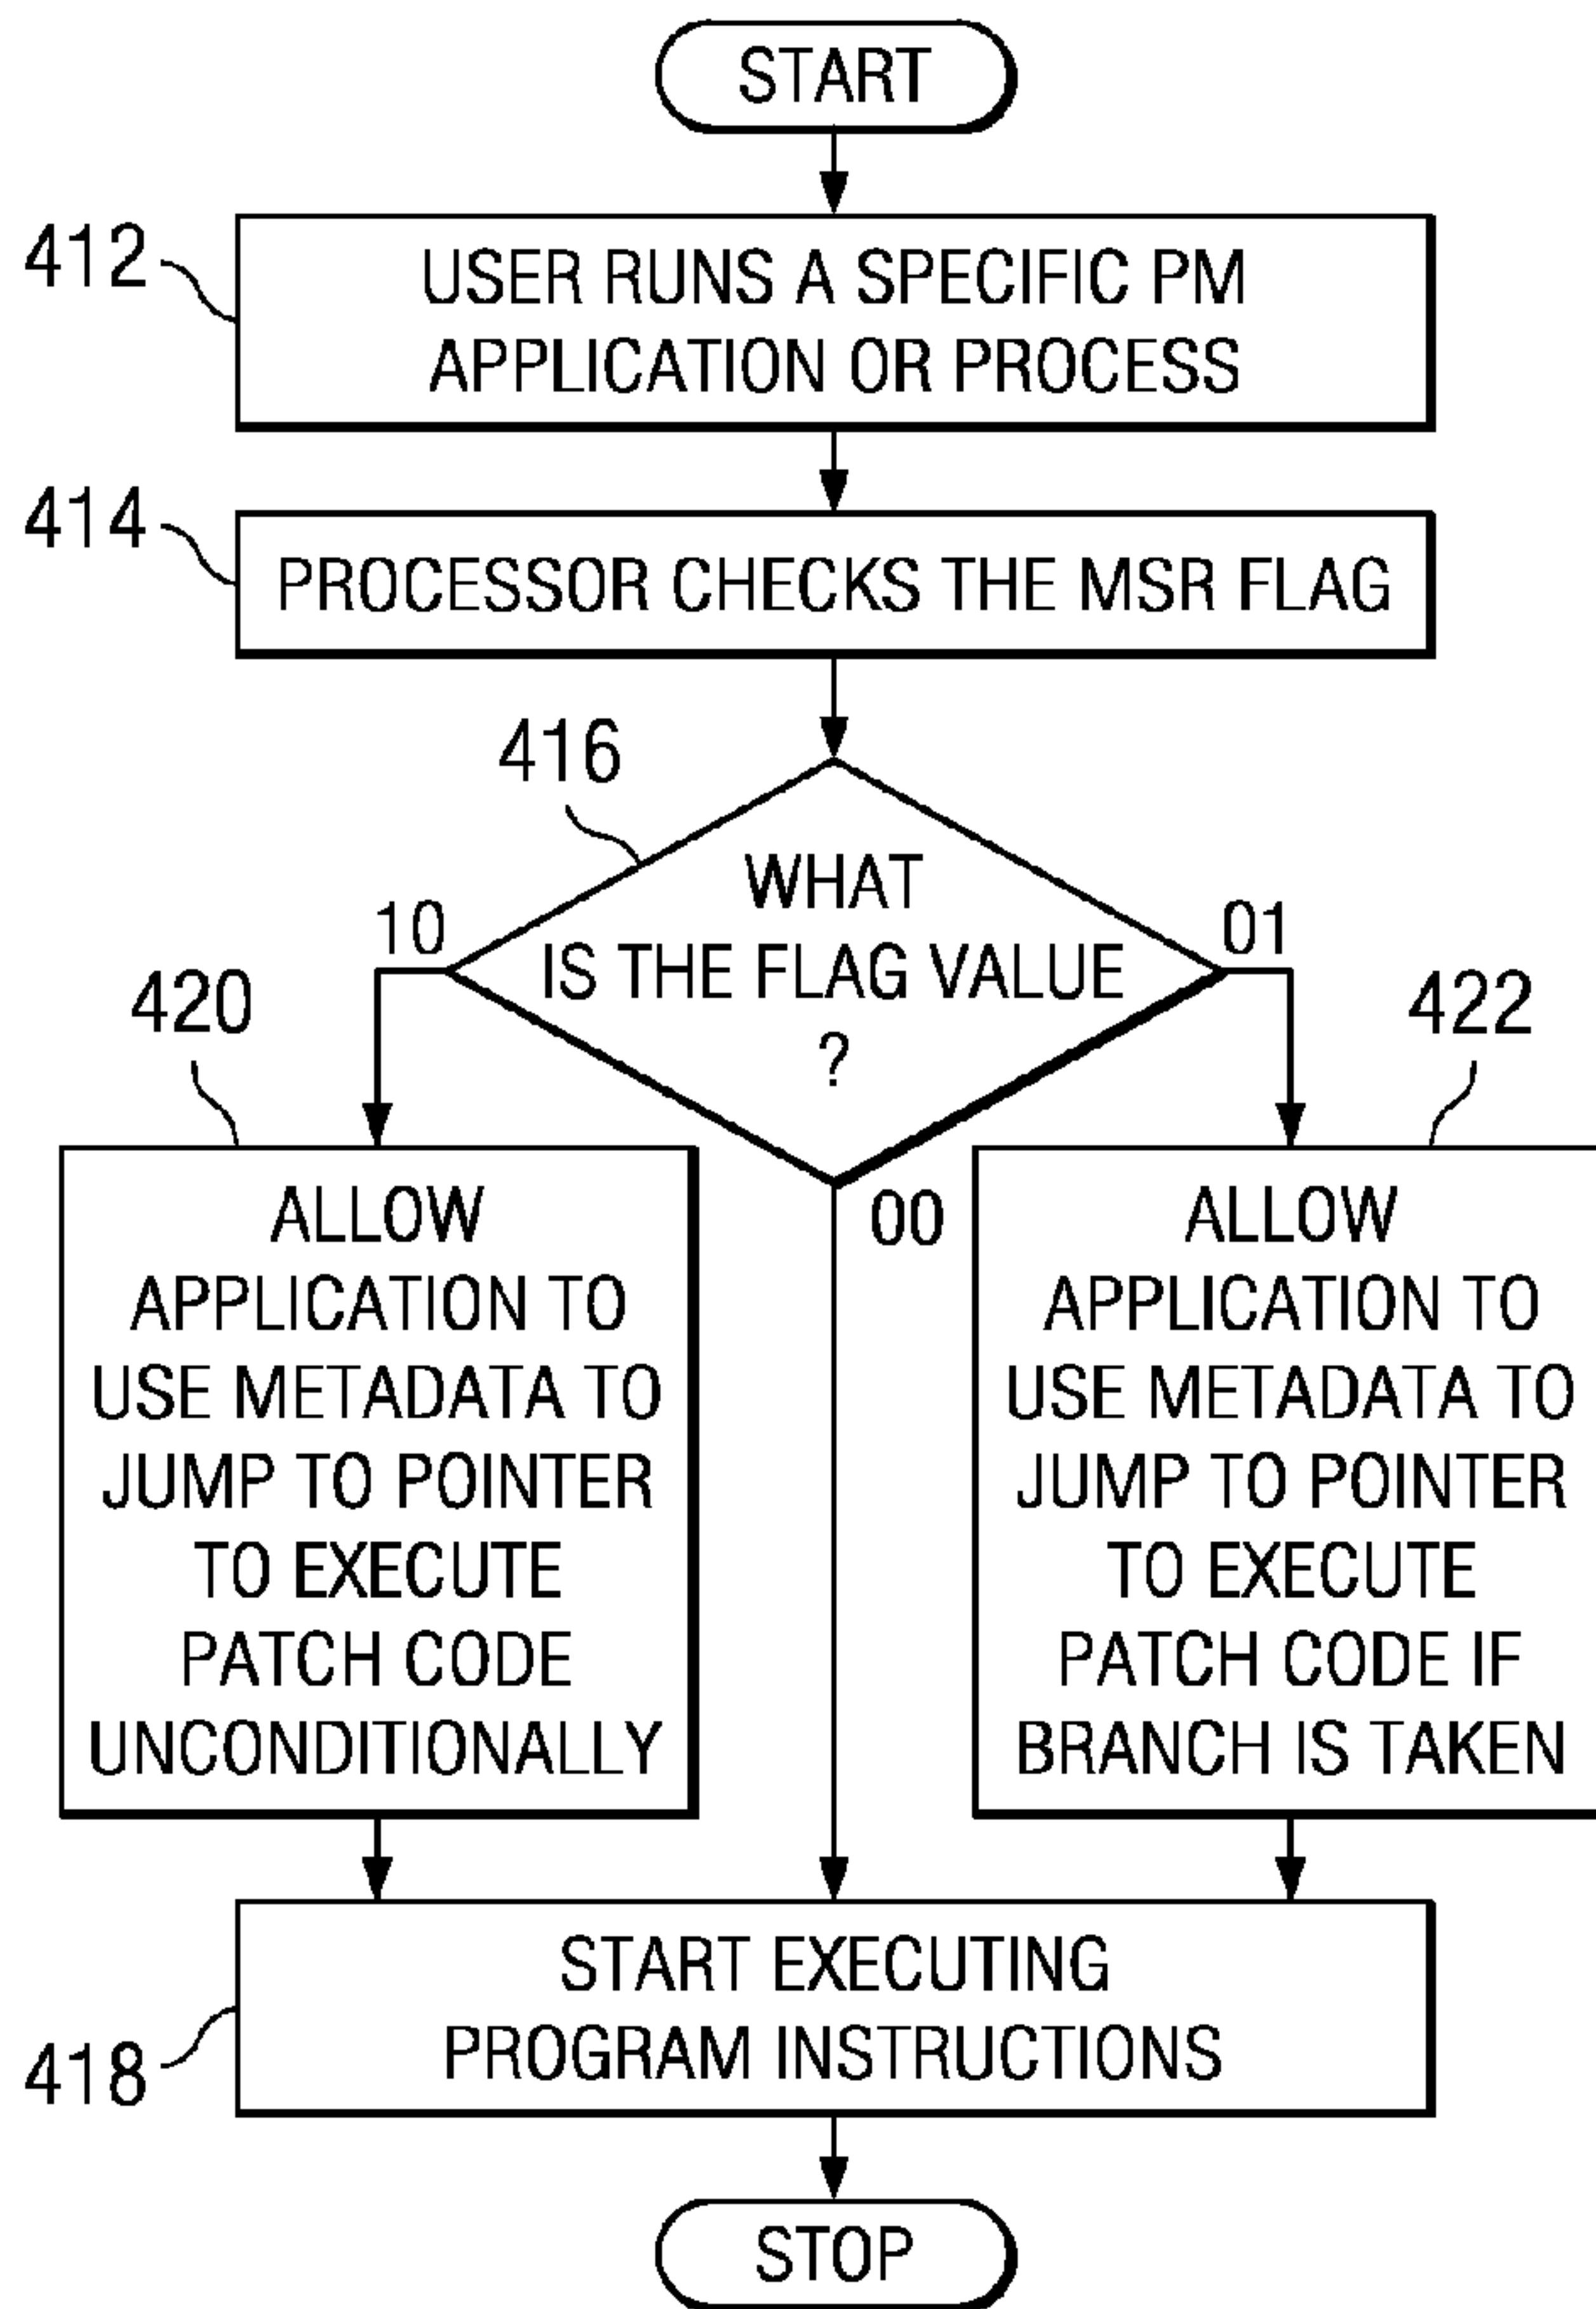 START
412
USER RUNS A SPECIFIC PM
APPLICATION OR PROCESS
414
PROCESSOR CHECKS THE MSR FLAG
416
WHAT
IS THE FLAG VALUE
?
10
01
00
420
ALLOW
APPLICATION TO
USE METADATA TO
JUMP TO POINTER
TO EXECUTE
PATCH CODE
UNCONDITIONALLY
422
ALLOW
APPLICATION TO
USE METADATA TO
JUMP TO POINTER
TO EXECUTE
PATCH CODE IF
BRANCH IS TAKEN
418
START EXECUTING
PROGRAM INSTRUCTIONS
STOP